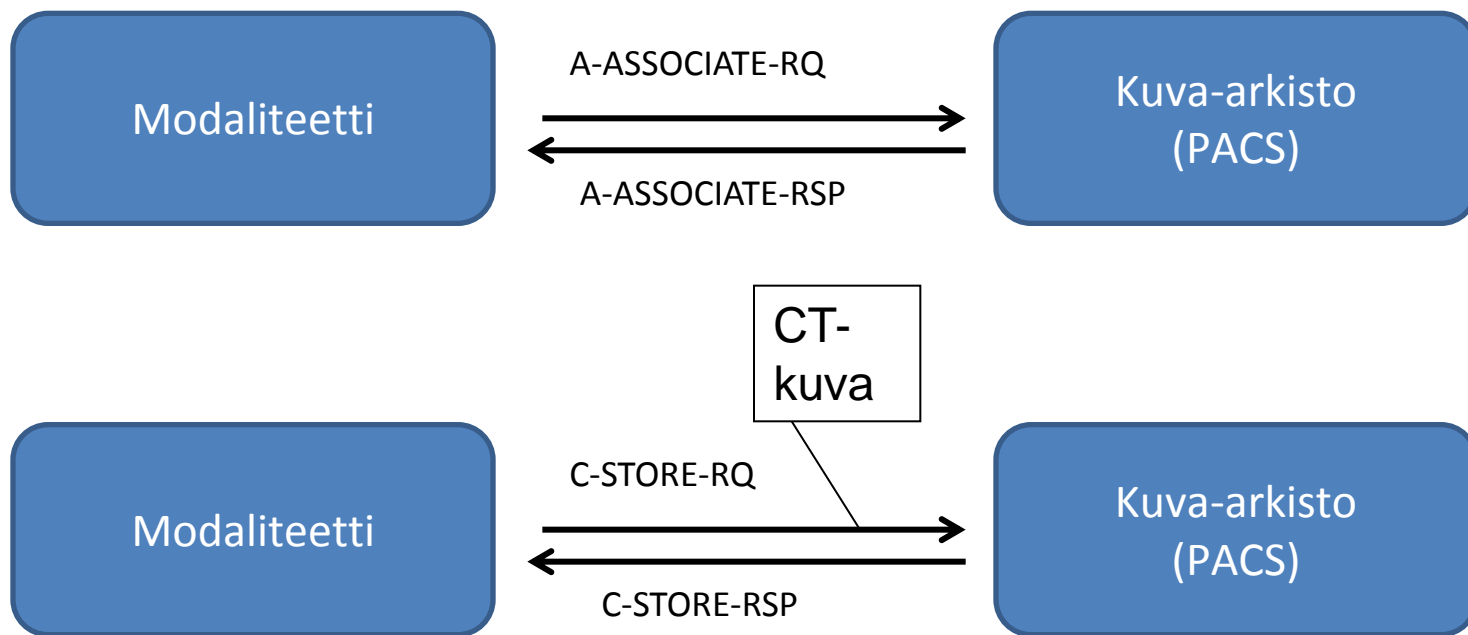 Modaliteetti
A-ASSOCIATE-RQ
A-ASSOCIATE-RSP
Kuva-arkisto
(PACS)
CT-
kuva
Modaliteetti
C-STORE-RQ
C-STORE-RSP
Kuva-arkisto
(PACS)